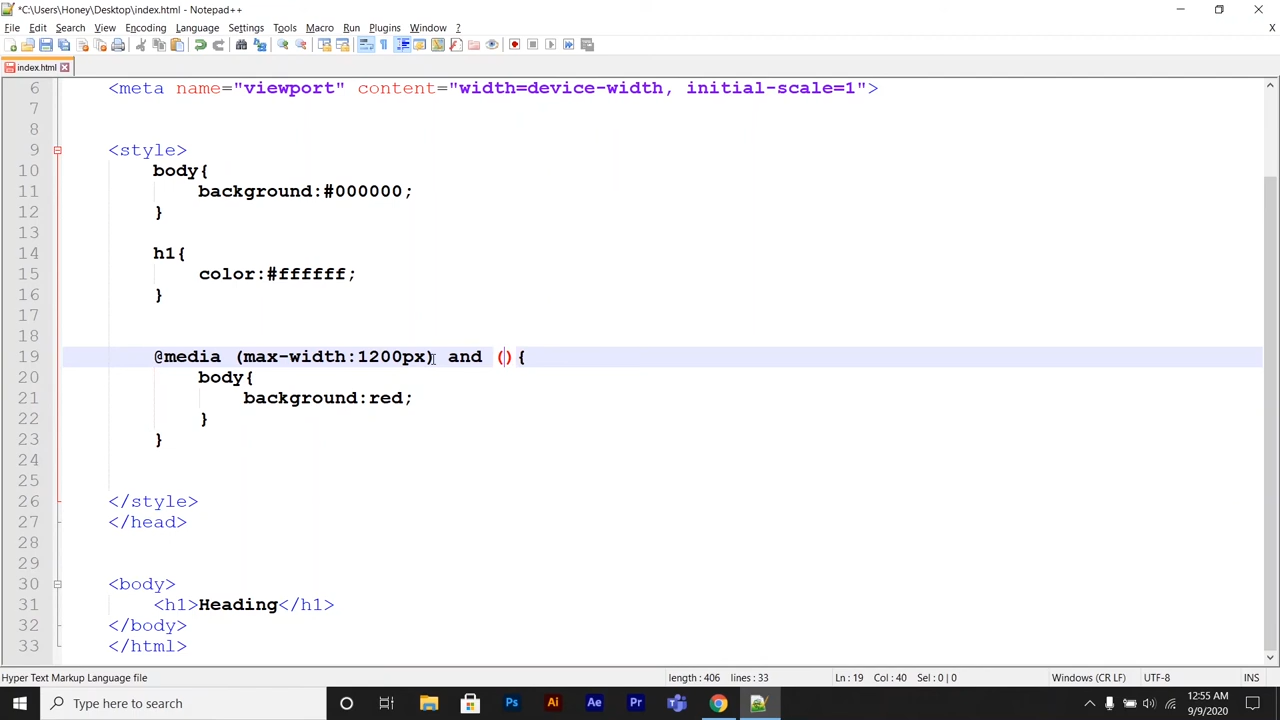 *C:\Users\Honey\Desktop\index.html - Notepad++
File Edit Search View Encoding Language Settings Tools Macro Run Plugins Window ?
X
index.html
6 <meta name="viewport" content="width=device-width, initial-scale=1">
7
8
9 <style>
10 body{
11 background:#000000;
12 }
13
14 h1{
15 color:#ffffff;
16 }
17
18
19 @media (max-width:1200px) and (){
20 body{
21 background:red;
22 }
23 }
24
25
26 </style>
27 </head>
28
29
30 <body>
31 <h1>Heading</h1>
32 </body>
33 </html>
Hyper Text Markup Language file length : 406 lines : 33 Ln : 19 Col : 40 Sel : 0 | 0 Windows (CR LF) UTF-8 INS
Type here to search Ps Ai Ae Pr 12:55 AM
9/9/2020